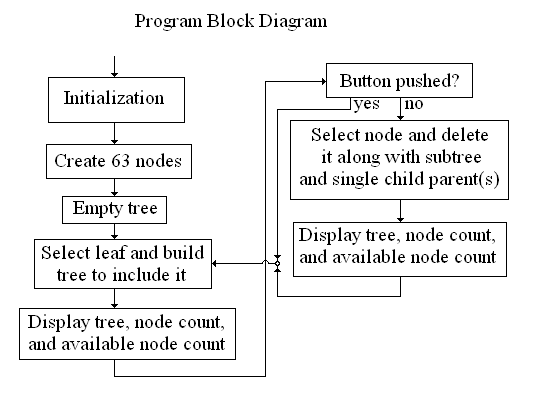 Program Block Diagram
Initialization
Create 63 nodes
Empty tree
Select leaf and build
tree to include it
Display tree, node count,
and available node count
Button pushed?
yes
no
Select node and delete
it along with subtree
and single child parent(s)
Display tree, node count,
and available node count